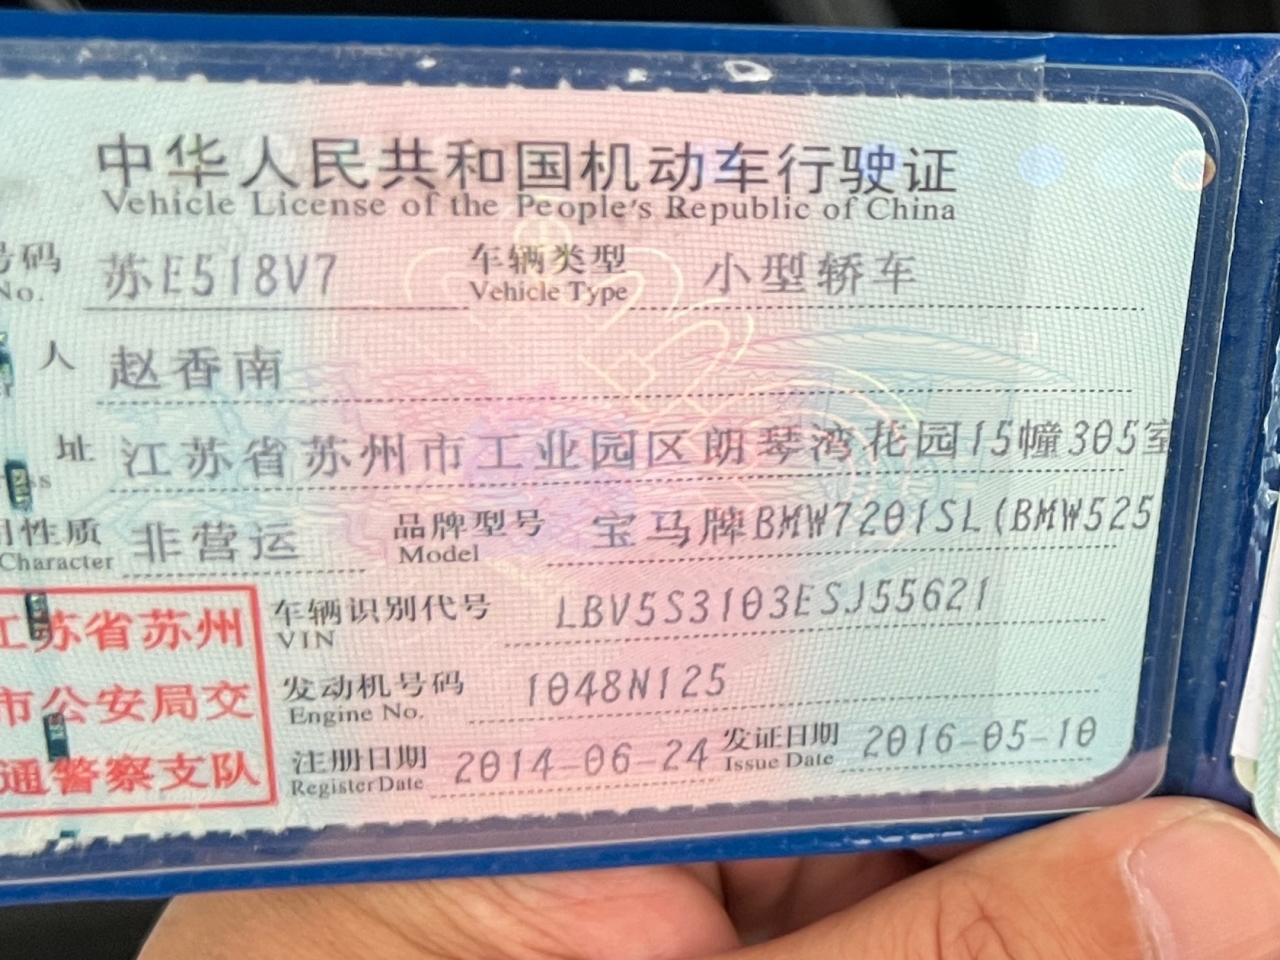 中华人民共和国机动车行驶证
Vehicle License of the People's Republic of China
号码 苏E518V7 车辆类型 小型轿车
No. Vehicle Type
人 赵香南
址 江苏省苏州市工业园区朗琴湾花园15幢305室
ss
用性质 非营运 品牌型号 宝马牌BMW7201SL(BMW525
Character Model
江苏省苏州
市公安局交
通警察支队
车辆识别代号 LBV5S3103ESJ55621
VIN
发动机号码 1048N125
Engine No.
注册日期 2014-06-24 发证日期 2016-05-10
Register Date Issue Date